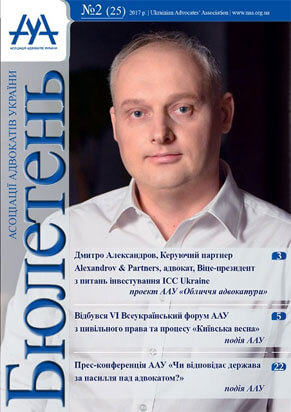 ААУ
АСОЦІАЦІЯ АДВОКАТІВ УКРАЇНИ
№2 (25)
2017 р. | Ukrainian Advocates' Association | www.uaa.org.ua
АСОЦІАЦІЇ АДВОКАТІВ УКРАЇНИ
Бюлетень
Дмитро Александров, Керуючий партнер
Alexandrov & Partners, адвокат, Віце-президент
з питань інвестування ICC Ukraine
проект ААУ «Обличчя адвокатури»
3
Відбувся VI Всеукраїнський форум ААУ
з цивільного права та процесу «Київська весна»
подія ААУ
5
Прес-конференція ААУ «Чи відповідає держава
за насилля над адвокатом?»
подія ААУ
22